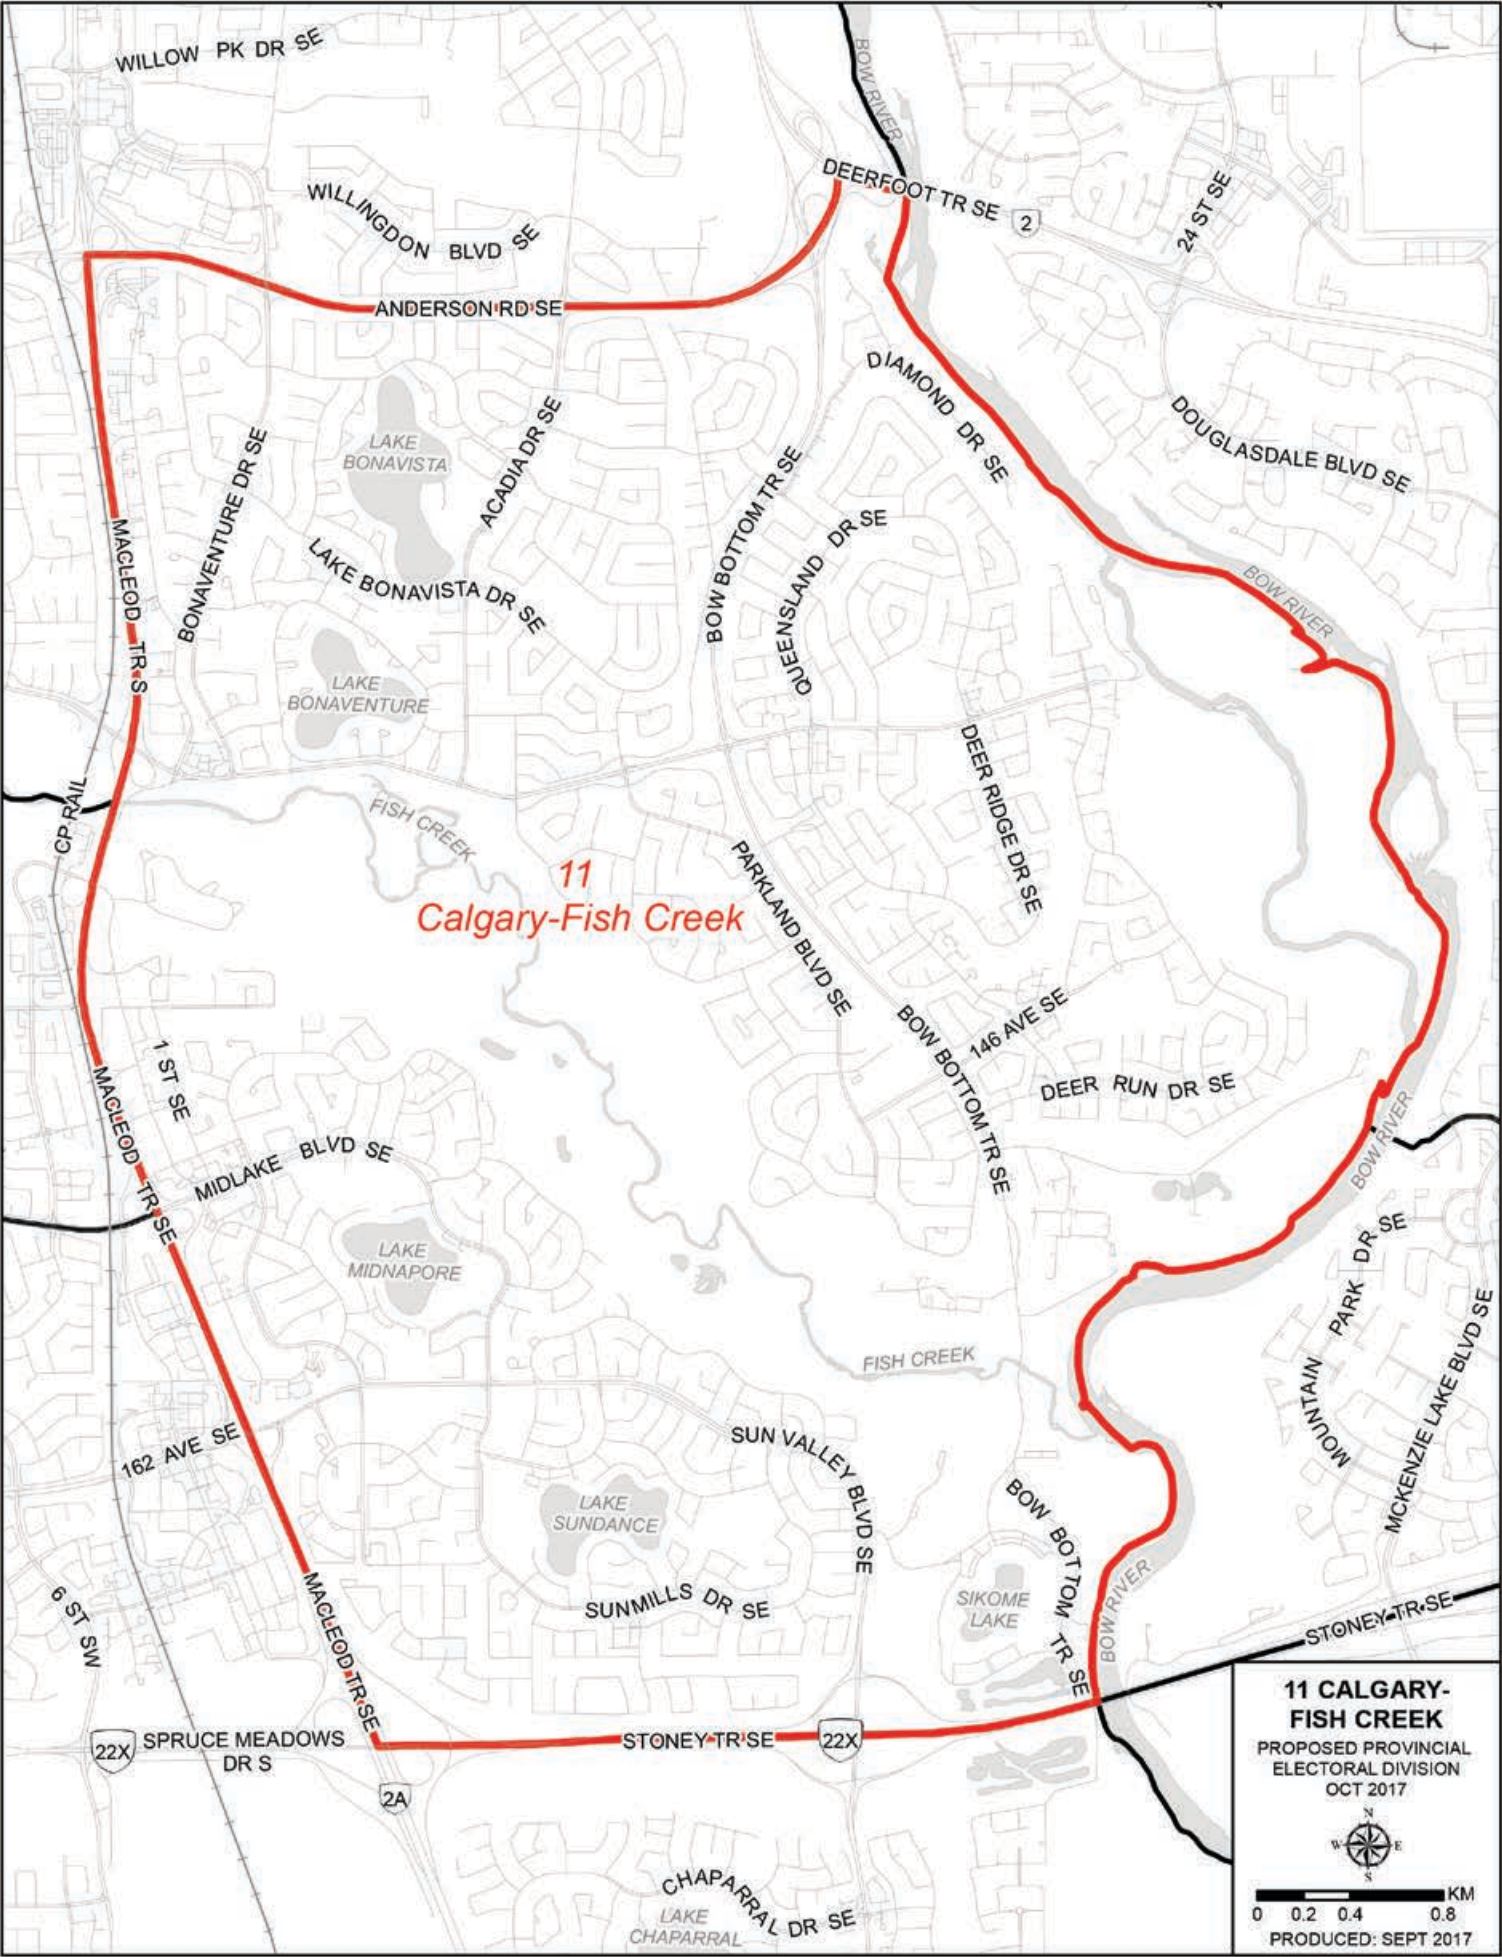 WILLOW PK DR SE
BOW RIVER
DEERFOOT TR SE
2
24 ST SE
WILLINGDON BLVD SE
ANDERSON RD SE
DIAMOND DR SE
DOUGLASDALE BLVD SE
LAKE
BONAVISTA
ACADIA DR SE
BONAVENTURE DR SE
BOW BOTTOM TR SE
QUEENSLAND DR SE
MACLEOD TR S
LAKE BONAVISTA DR SE
BOW RIVER
LAKE
BONAVENTURE
DEER RIDGE DR SE
CP RAIL
FISH CREEK
11
Calgary-Fish Creek
PARKLAND BLVD SE
BOW BOTTOM TR SE
146 AVE SE
DEER RUN DR SE
1 ST SE
MACLEOD TR SE
MIDLAKE BLVD SE
BOW RIVER
LAKE
MIDNAPORE
MOUNTAIN PARK DR SE
FISH CREEK
MCKENZIE LAKE BLVD SE
162 AVE SE
SUN VALLEY BLVD SE
LAKE
SUNDANCE
BOW BOTTOM TR SE
SUNMILLS DR SE
SIKOME
LAKE
BOW RIVER
6 ST SW
MACLEOD TR SE
STONEY TR SE
22X
SPRUCE MEADOWS
DR S
STONEY TR SE
22X
2A
CHAPARRAL DR SE
LAKE
CHAPARRAL
11 CALGARY-
FISH CREEK
PROPOSED PROVINCIAL
ELECTORAL DIVISION
OCT 2017
N
W E
S
KM
0 0.2 0.4 0.8
PRODUCED: SEPT 2017